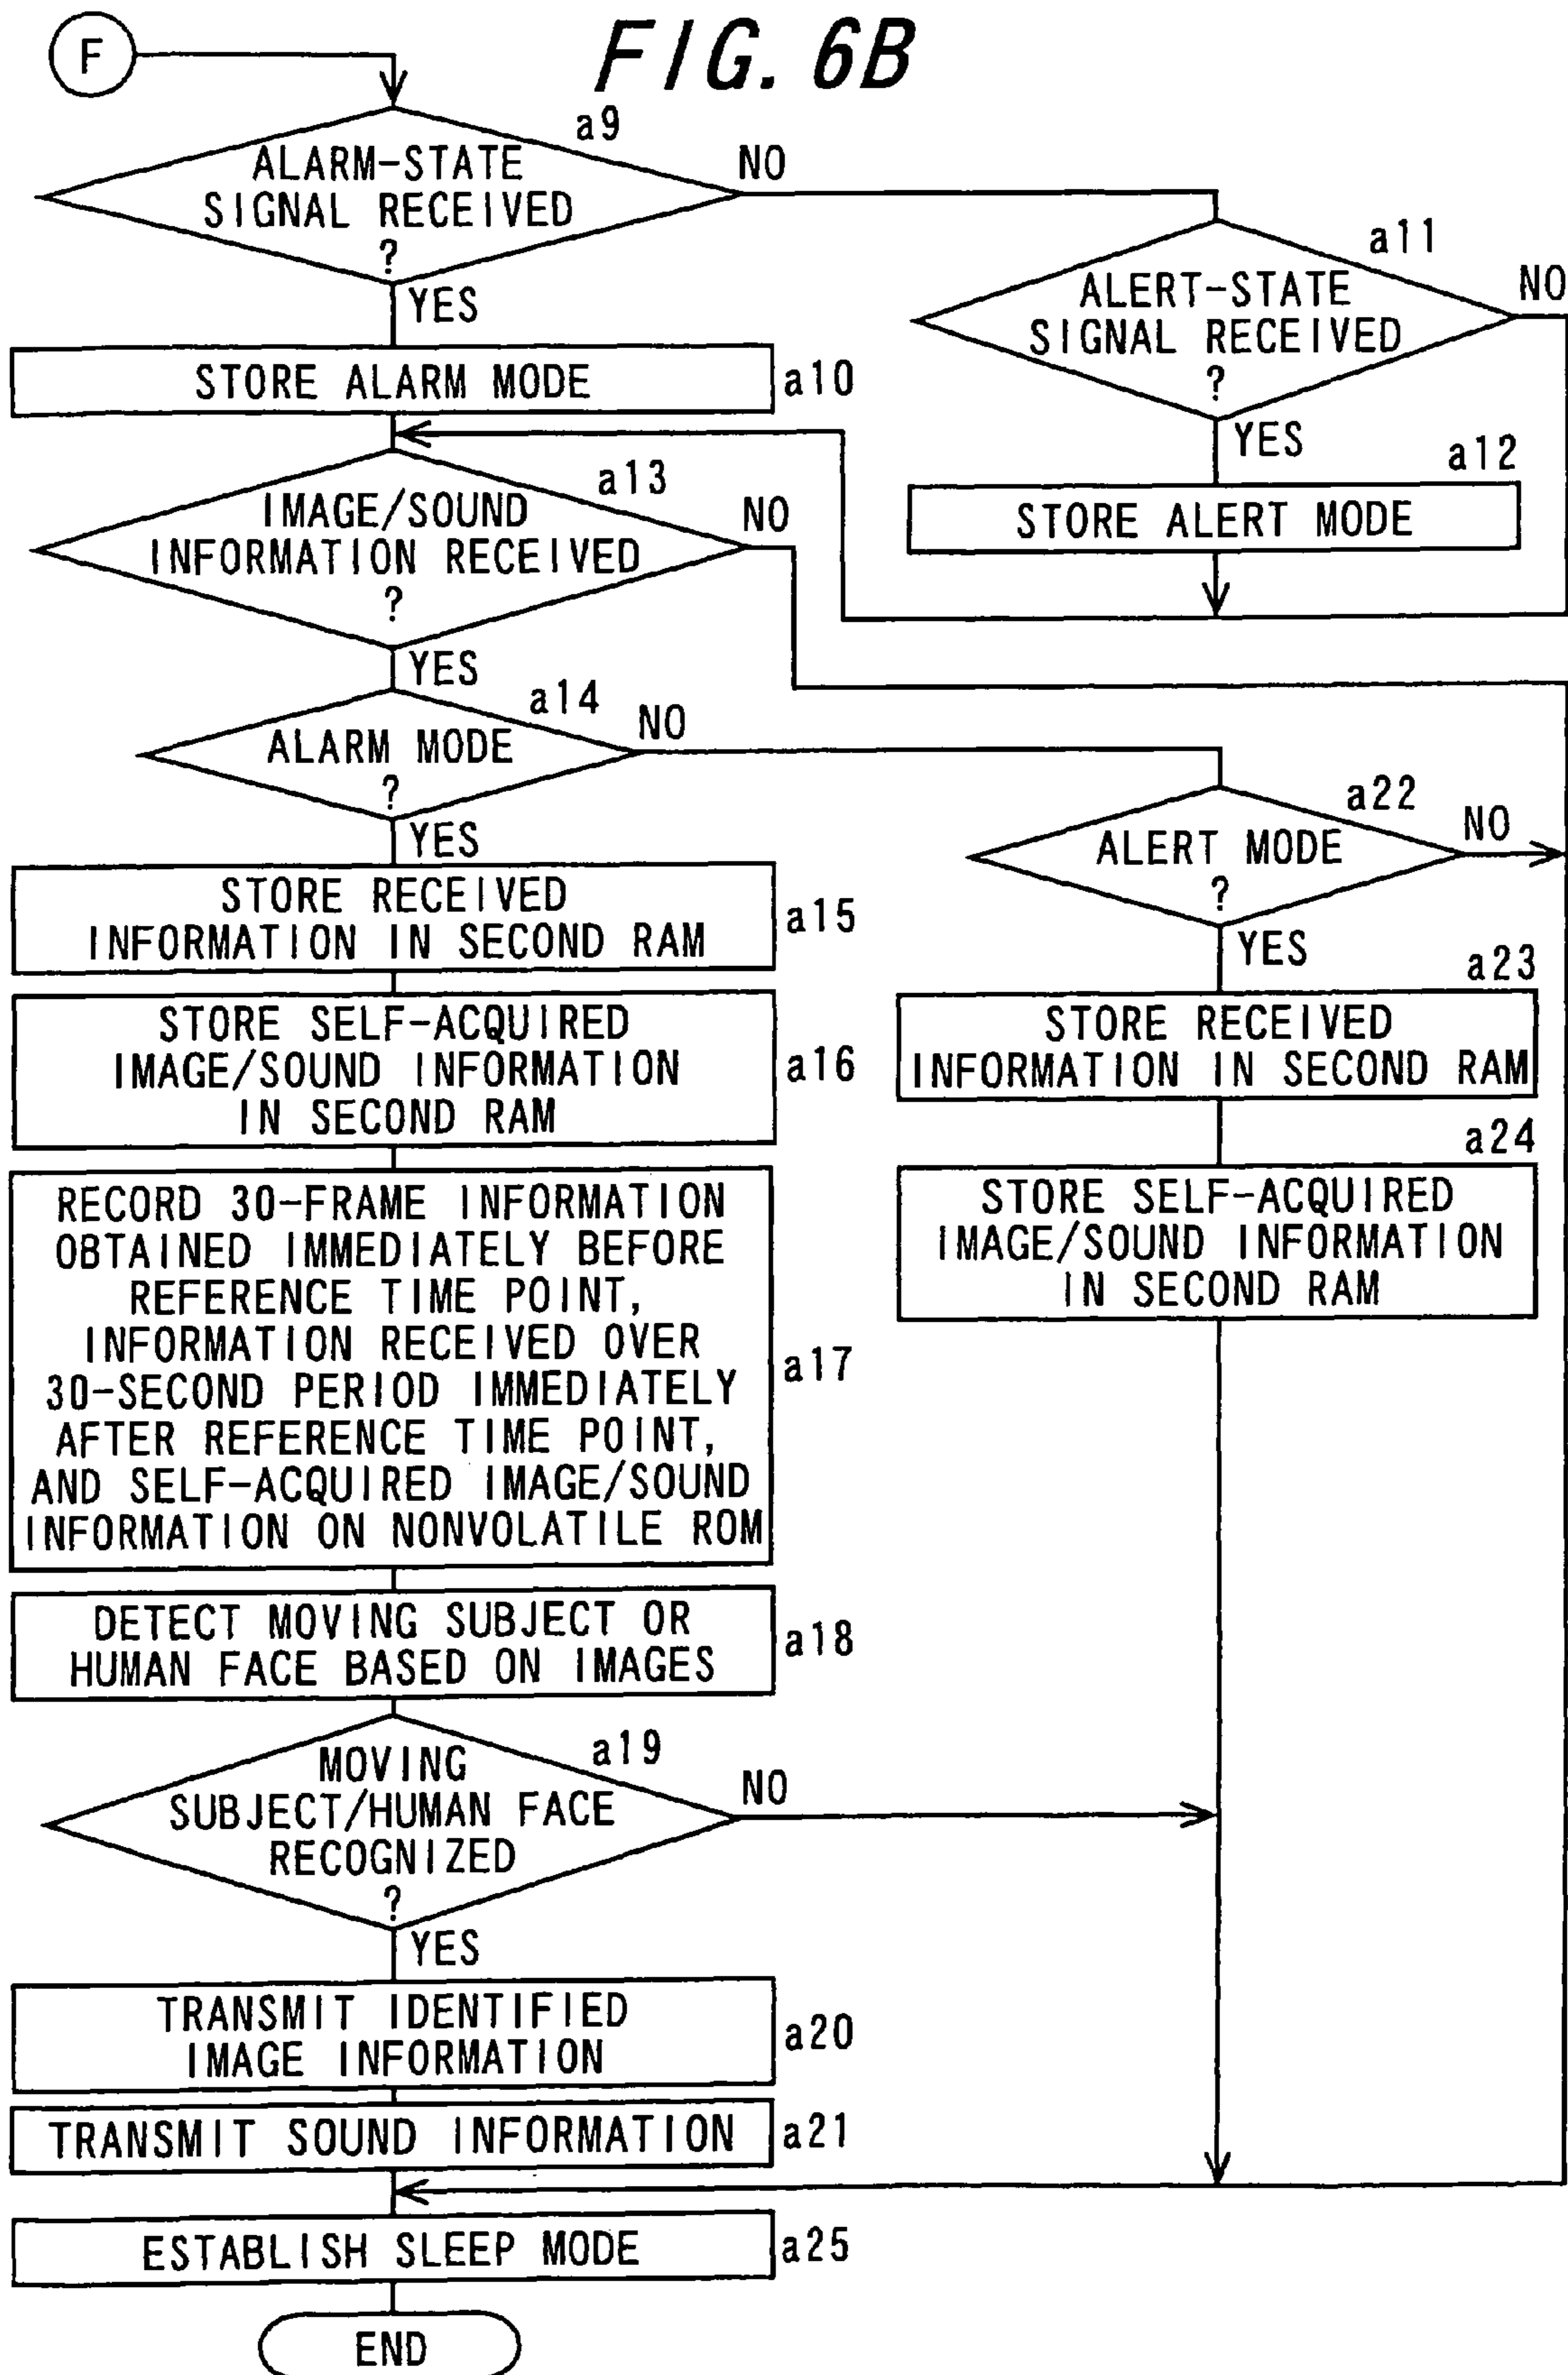 FIG. 6B
F
a9
ALARM-STATE
SIGNAL RECEIVED
?
NO
YES
a11
ALERT-STATE
SIGNAL RECEIVED
?
NO
YES
STORE ALARM MODE
a10
a12
STORE ALERT MODE
a13
IMAGE/SOUND
INFORMATION RECEIVED
?
NO
YES
a14
ALARM MODE
?
NO
YES
a22
ALERT MODE
?
NO
YES
STORE RECEIVED
INFORMATION IN SECOND RAM
a15
STORE SELF-ACQUIRED
IMAGE/SOUND INFORMATION
IN SECOND RAM
a16
a23
STORE RECEIVED
INFORMATION IN SECOND RAM
a24
STORE SELF-ACQUIRED
IMAGE/SOUND INFORMATION
IN SECOND RAM
RECORD 30-FRAME INFORMATION
OBTAINED IMMEDIATELY BEFORE
REFERENCE TIME POINT,
INFORMATION RECEIVED OVER
30-SECOND PERIOD IMMEDIATELY
AFTER REFERENCE TIME POINT,
AND SELF-ACQUIRED IMAGE/SOUND
INFORMATION ON NONVOLATILE ROM
a17
DETECT MOVING SUBJECT OR
HUMAN FACE BASED ON IMAGES
a18
a19
MOVING
SUBJECT/HUMAN FACE
RECOGNIZED
?
NO
YES
TRANSMIT IDENTIFIED
IMAGE INFORMATION
a20
TRANSMIT SOUND INFORMATION
a21
ESTABLISH SLEEP MODE
a25
END